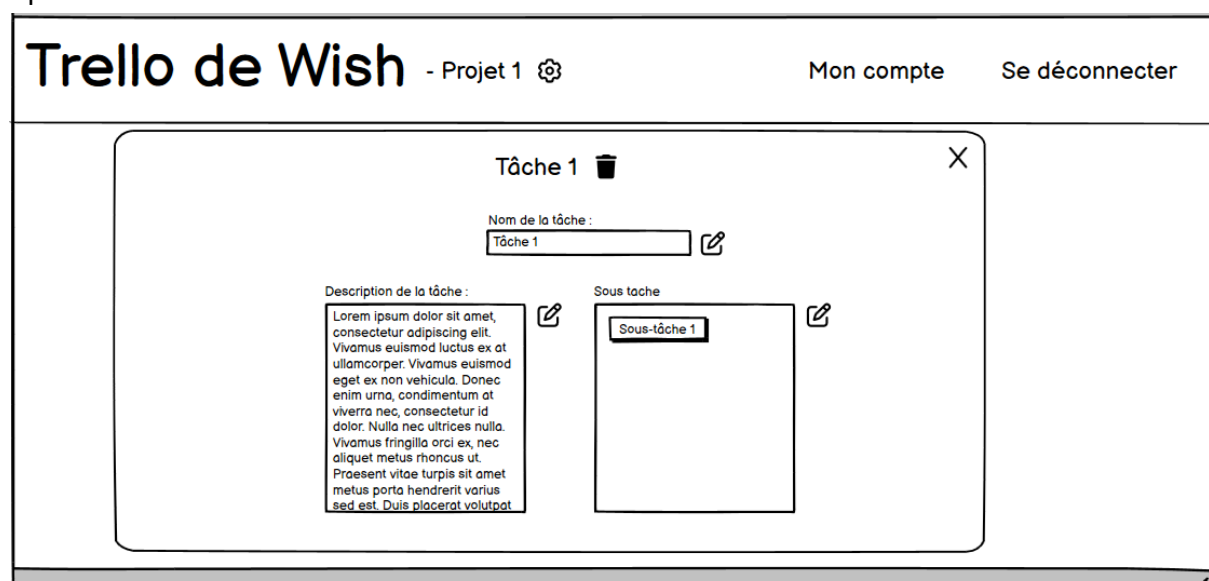 Trello de Wish - Projet 1
Mon compte
Se déconnecter
Tâche 1
Nom de la tâche :
Tâche 1
Description de la tâche :
Lorem ipsum dolor sit amet,
consectetur adipiscing elit.
Vivamus euismod luctus ex at
ullamcorper. Vivamus euismod
eget ex non vehicula. Donec
enim urna, condimentum at
viverra nec, consectetur id
dolor. Nulla nec ultrices nulla.
Vivamus fringilla orci ex, nec
aliquet metus rhoncus ut.
Praesent vitae turpis sit amet
metus porta hendrerit varius
sed est. Duis placerat volutpat
Sous tache
Sous-tâche 1